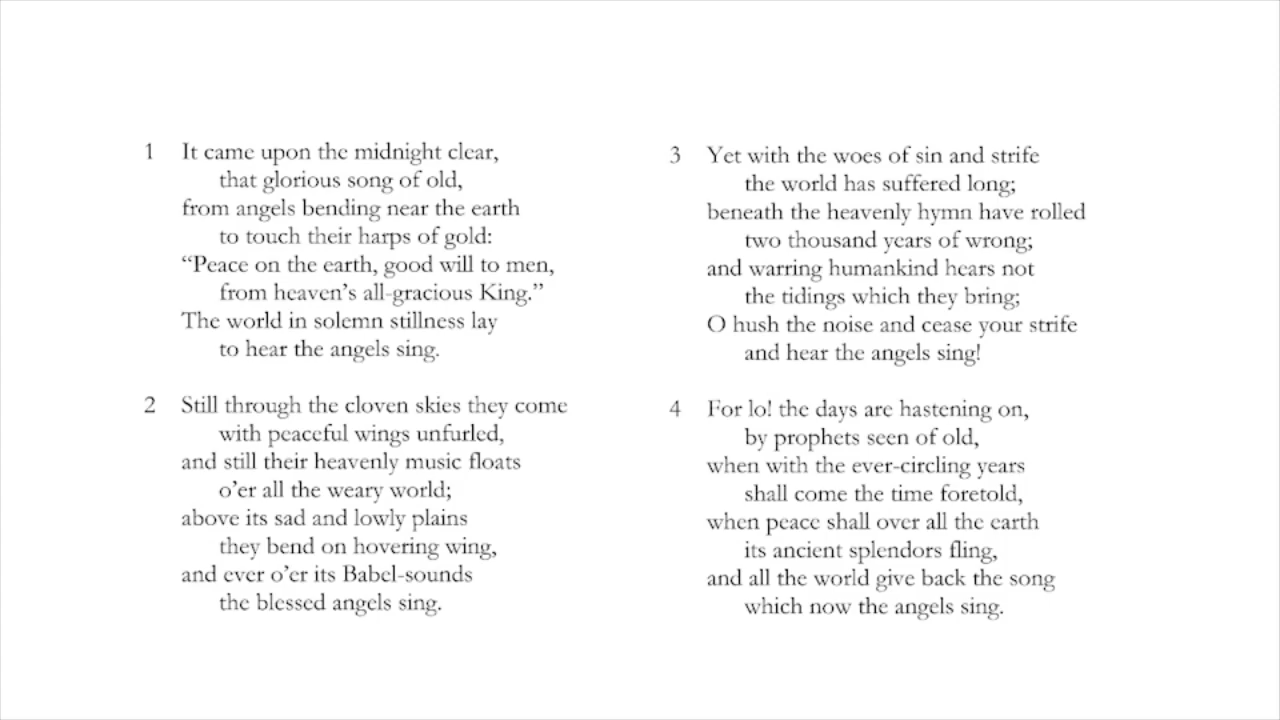 1 It came upon the midnight clear,
that glorious song of old,
from angels bending near the earth
to touch their harps of gold:
“Peace on the earth, good will to men,
from heaven’s all-gracious King.”
The world in solemn stillness lay
to hear the angels sing.
2 Still through the cloven skies they come
with peaceful wings unfurled,
and still their heavenly music floats
o’er all the weary world;
above its sad and lowly plains
they bend on hovering wing,
and ever o’er its Babel-sounds
the blessed angels sing.
3 Yet with the woes of sin and strife
the world has suffered long;
beneath the heavenly hymn have rolled
two thousand years of wrong;
and warring humankind hears not
the tidings which they bring;
O hush the noise and cease your strife
and hear the angels sing!
4 For lo! the days are hastening on,
by prophets seen of old,
when with the ever-circling years
shall come the time foretold,
when peace shall over all the earth
its ancient splendors fling,
and all the world give back the song
which now the angels sing.